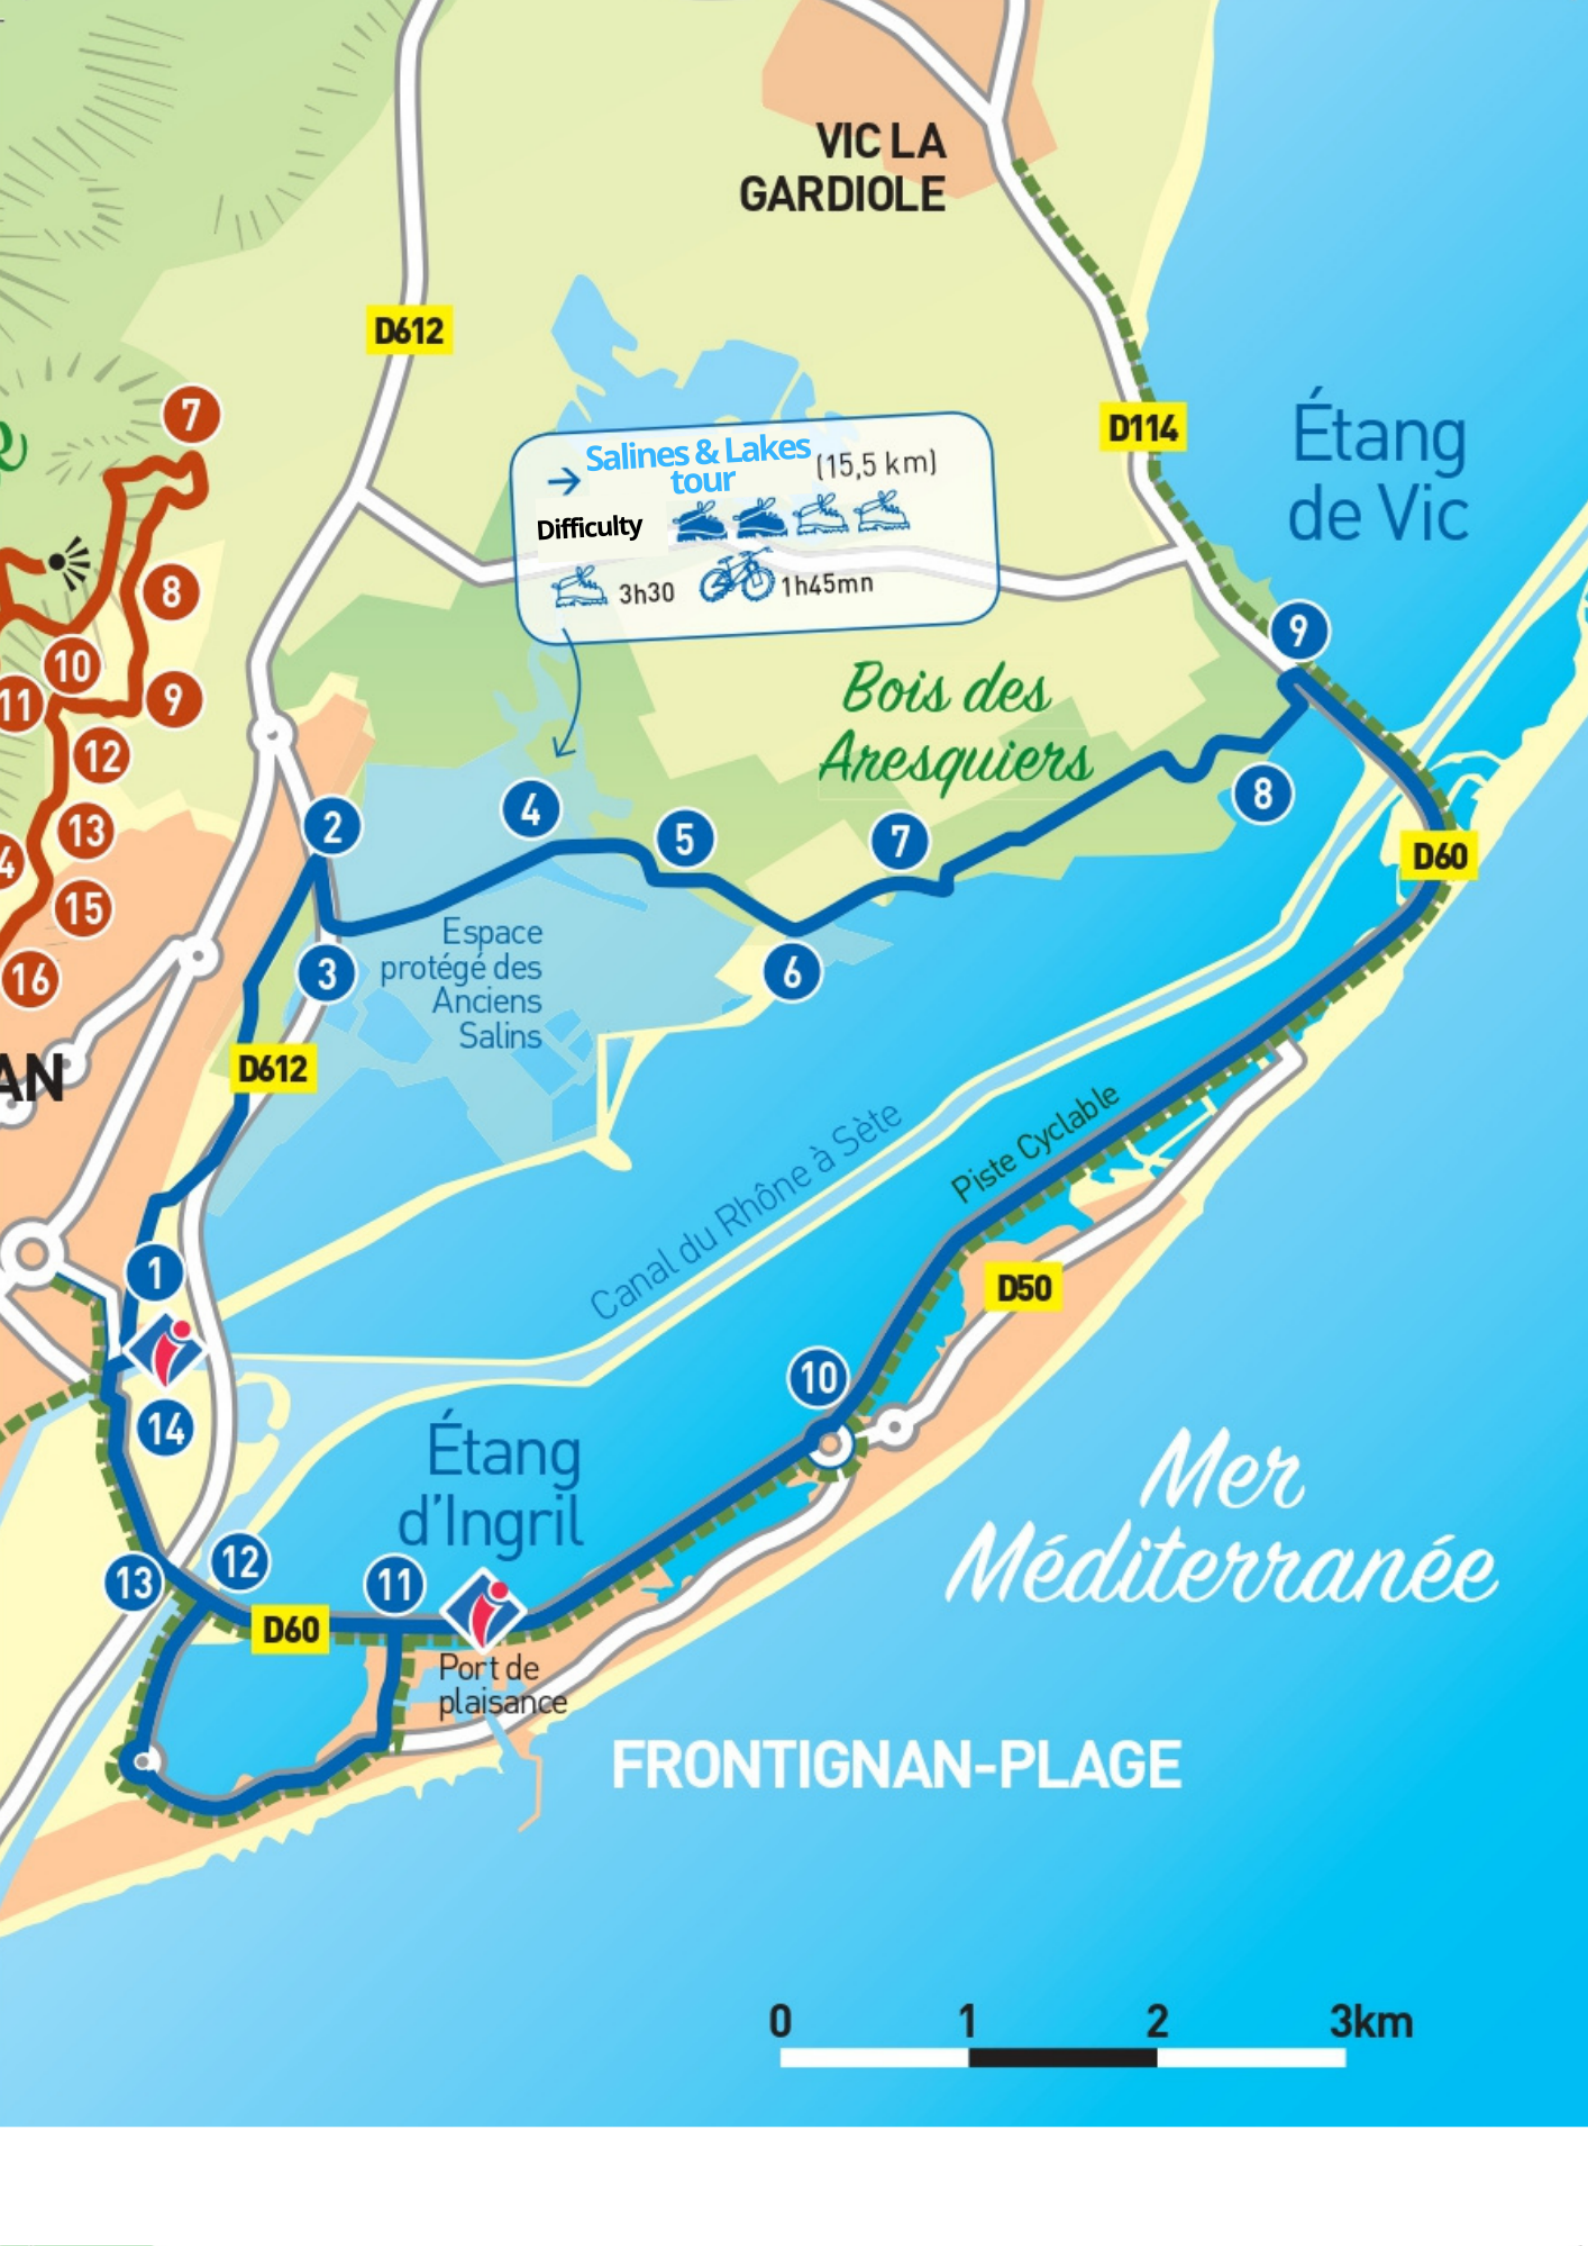 VIC LA
GARDIOLE
D612
7
D114
Étang
de Vic
Salines & Lakes
tour
(15,5 km)
Difficulty
3h30
1h45mn
8
9
10
11
9
12
Bois des
Aresquiers
2
4
5
7
8
13
4
D60
15
16
3
Espace
protégé des
Anciens
Salins
6
AN
D612
Canal du Rhône à Sète
Piste Cyclable
1
D50
10
14
Étang
d'Ingril
Mer
Méditerranée
13
12
11
D60
Port de
plaisance
FRONTIGNAN-PLAGE
0 1 2 3km